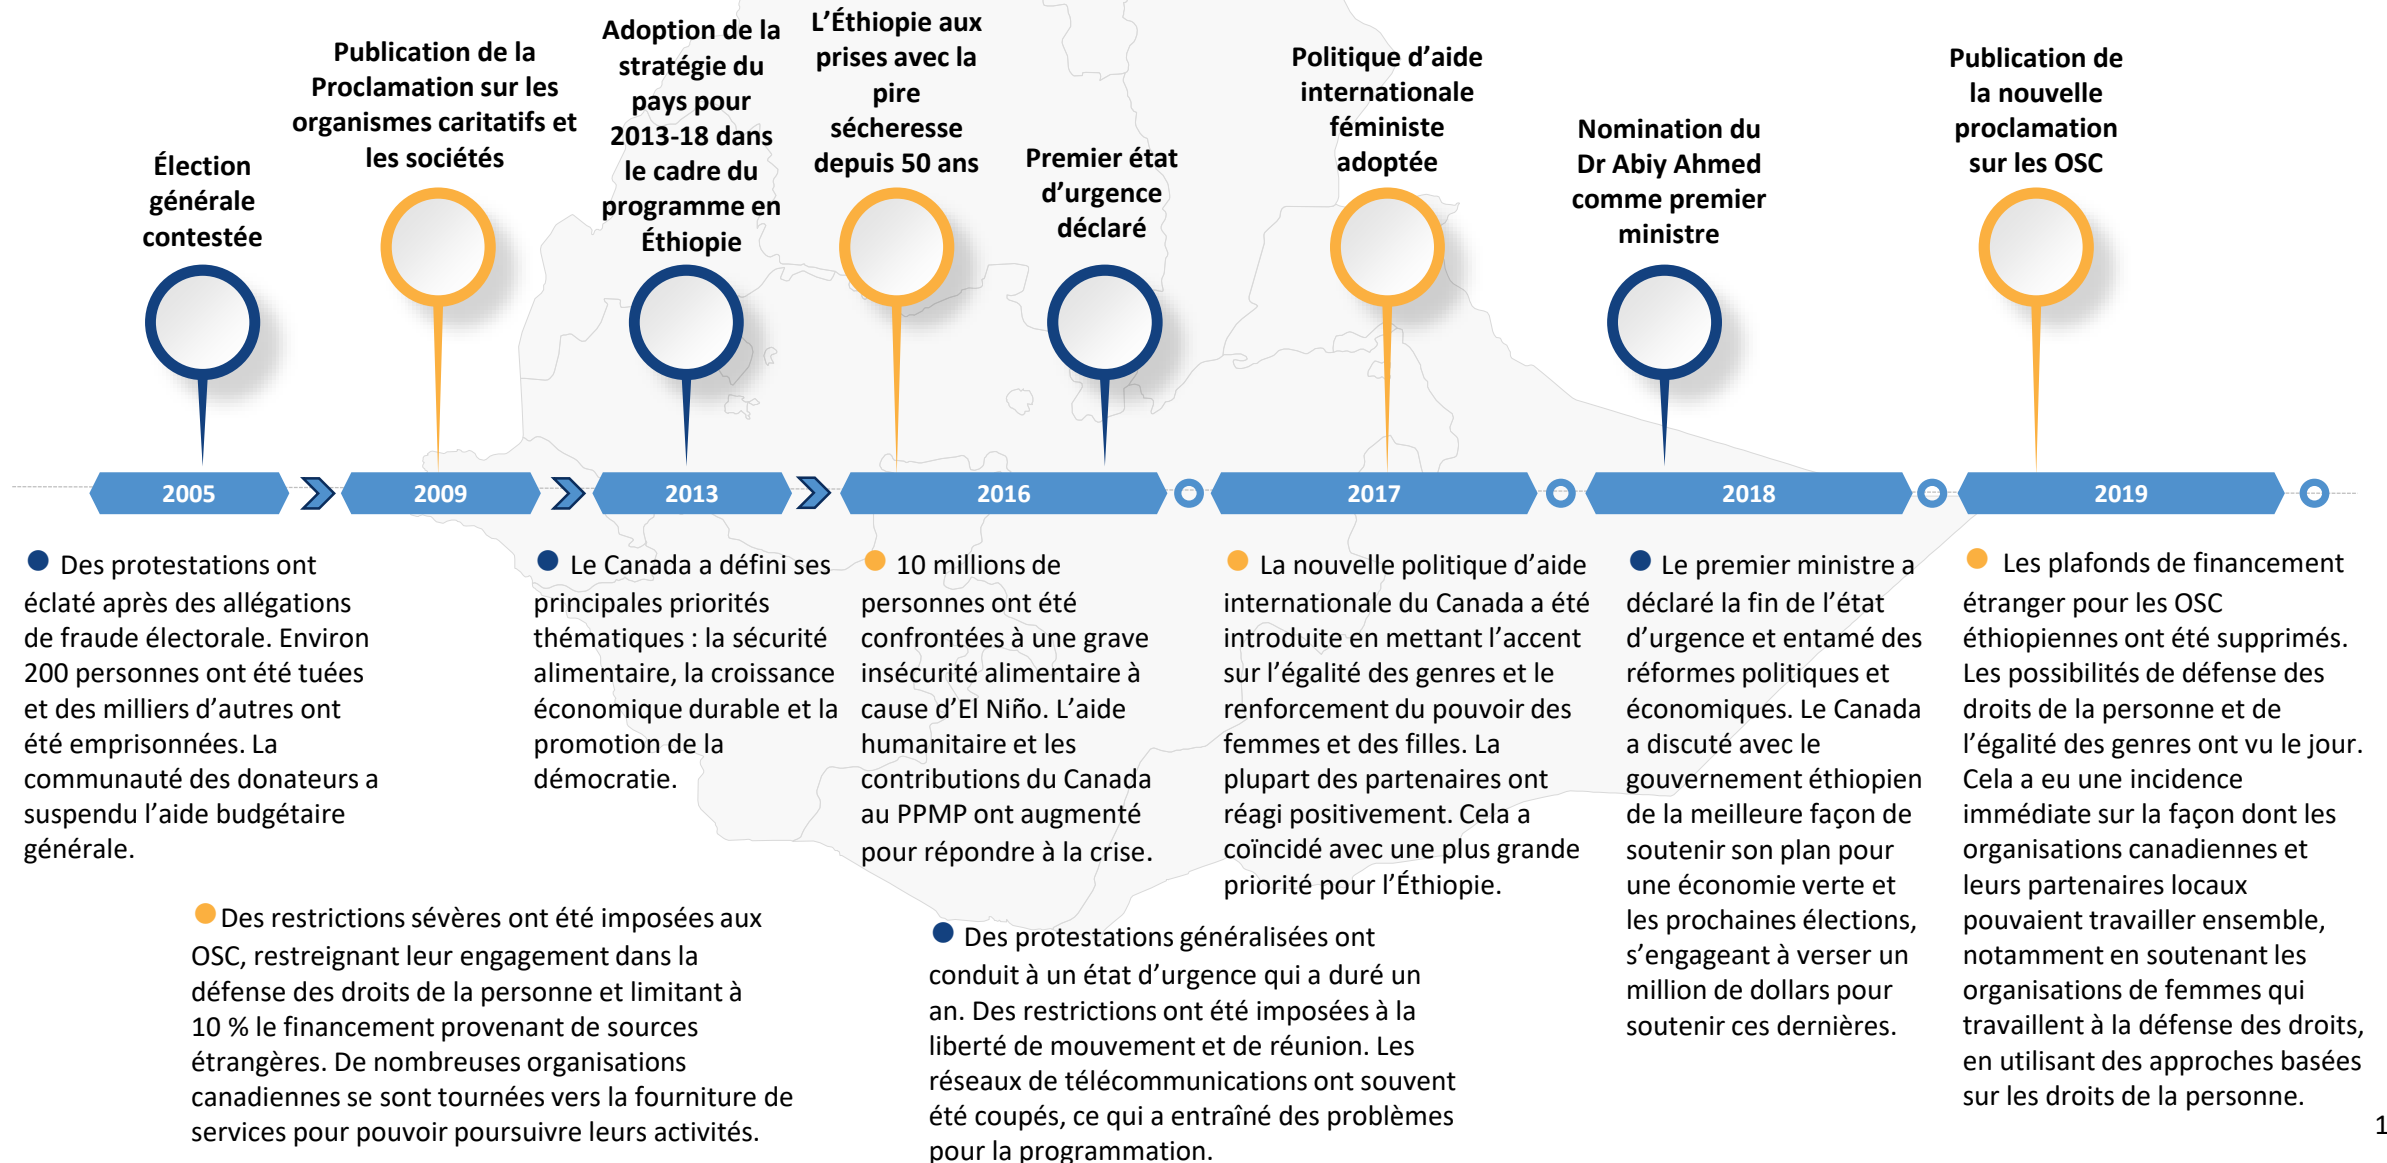 Élection
générale
contestée
Publication de la
Proclamation sur les
organismes caritatifs et
les sociétés
Adoption de la
stratégie du
pays pour
2013-18 dans
le cadre du
programme en
Éthiopie
L’Éthiopie aux
prises avec la
pire
sécheresse
depuis 50 ans
Premier état
d’urgence
déclaré
Politique d’aide
internationale
féministe
adoptée
Nomination du
Dr Abiy Ahmed
comme premier
ministre
Publication de
la nouvelle
proclamation
sur les OSC
2005
2009
2013
2016
2017
2018
2019
Des protestations ont
éclaté après des allégations
de fraude électorale. Environ
200 personnes ont été tuées
et des milliers d’autres ont
été emprisonnées. La
communauté des donateurs a
suspendu l’aide budgétaire
générale.
Des restrictions sévères ont été imposées aux
OSC, restreignant leur engagement dans la
défense des droits de la personne et limitant à
10 % le financement provenant de sources
étrangères. De nombreuses organisations
canadiennes se sont tournées vers la fourniture de
services pour pouvoir poursuivre leurs activités.
Le Canada a défini ses
principales priorités
thématiques : la sécurité
alimentaire, la croissance
économique durable et la
promotion de la
démocratie.
10 millions de
personnes ont été
confrontées à une grave
insécurité alimentaire à
cause d’El Niño. L’aide
humanitaire et les
contributions du Canada
au PPMP ont augmenté
pour répondre à la crise.
Des protestations généralisées ont
conduit à un état d’urgence qui a duré un
an. Des restrictions ont été imposées à la
liberté de mouvement et de réunion. Les
réseaux de télécommunications ont souvent
été coupés, ce qui a entraîné des problèmes
pour la programmation.
La nouvelle politique d’aide
internationale du Canada a été
introduite en mettant l’accent
sur l’égalité des genres et le
renforcement du pouvoir des
femmes et des filles. La
plupart des partenaires ont
réagi positivement. Cela a
coïncidé avec une plus grande
priorité pour l’Éthiopie.
Le premier ministre a
déclaré la fin de l’état
d’urgence et entamé des
réformes politiques et
économiques. Le Canada
a discuté avec le
gouvernement éthiopien
de la meilleure façon de
soutenir son plan pour
une économie verte et
les prochaines élections,
s’engageant à verser un
million de dollars pour
soutenir ces dernières.
Les plafonds de financement
étranger pour les OSC
éthiopiennes ont été supprimés.
Les possibilités de défense des
droits de la personne et de
l’égalité des genres ont vu le jour.
Cela a eu une incidence
immédiate sur la façon dont les
organisations canadiennes et
leurs partenaires locaux
pouvaient travailler ensemble,
notamment en soutenant les
organisations de femmes qui
travaillent à la défense des droits,
en utilisant des approches basées
sur les droits de la personne.
1